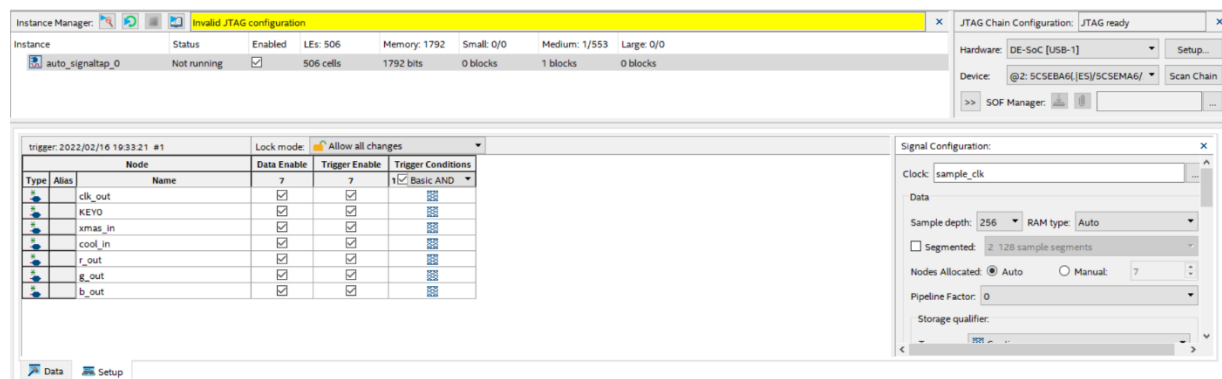 Instance Manager: Invalid JTAG configuration
Instance Status Enabled LEs: 506 Memory: 1792 Small: 0/0 Medium: 1/553 Large: 0/0
auto_signaltap_0 Not running 506 cells 1792 bits 0 blocks 1 blocks 0 blocks
JTAG Chain Configuration: JTAG ready
Hardware: DE-SoC [USB-1] Setup...
Device: @2: 5CSEBA6(.|ES)/5CSEMA6/ Scan Chain
>> SOF Manager: ...
trigger: 2022/02/16 19:33:21 #1 Lock mode: Allow all changes
Node Data Enable Trigger Enable Trigger Conditions
Type Alias Name 7 7 1 Basic AND
clk_out
KEY0
xmas_in
cool_in
r_out
g_out
b_out
Signal Configuration:
Clock: sample_clk ...
Data
Sample depth: 256 RAM type: Auto
Segmented: 2 128 sample segments
Nodes Allocated: Auto Manual: 7
Pipeline Factor: 0
Storage qualifier:
Data Setup